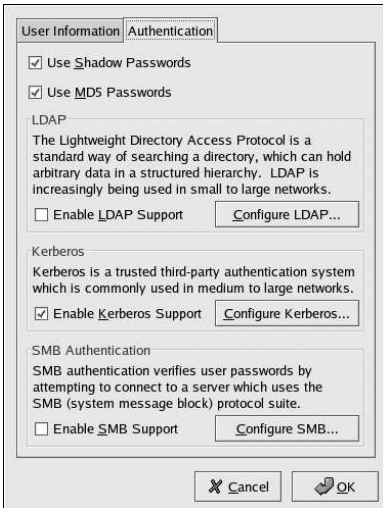 User Information Authentication
Use Shadow Passwords
Use MD5 Passwords
LDAP
The Lightweight Directory Access Protocol is a
standard way of searching a directory, which can hold
arbitrary data in a structured hierarchy. LDAP is
increasingly being used in small to large networks.
Enable LDAP Support Configure LDAP...
Kerberos
Kerberos is a trusted third-party authentication system
which is commonly used in medium to large networks.
Enable Kerberos Support Configure Kerberos...
SMB Authentication
SMB authentication verifies user passwords by
attempting to connect to a server which uses the
SMB (system message block) protocol suite.
Enable SMB Support Configure SMB...
Cancel OK